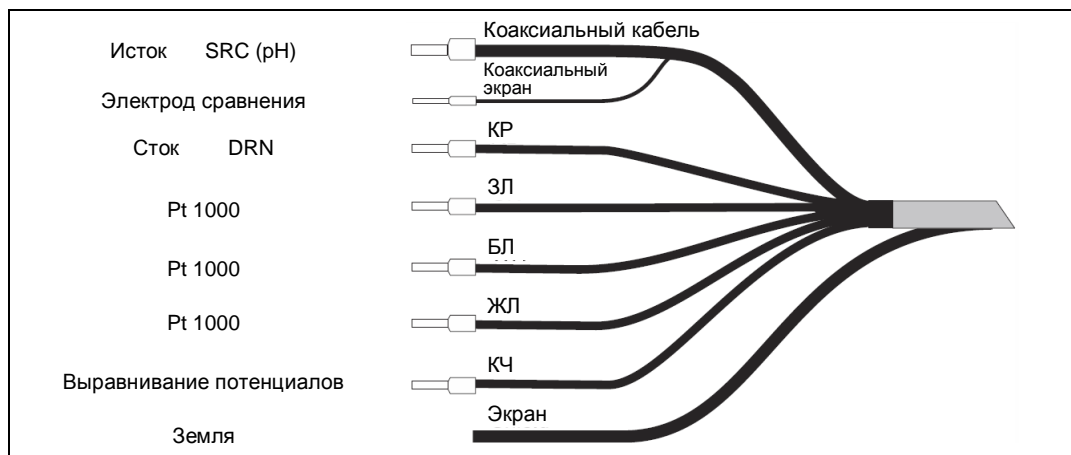 Исток SRC (pH) Коаксиальный кабель
Коаксиальный
экран
Электрод сравнения
Сток DRN КР
Pt 1000 ЗЛ
Pt 1000 БЛ
Pt 1000 ЖЛ
Выравнивание потенциалов КЧ
Земля Экран